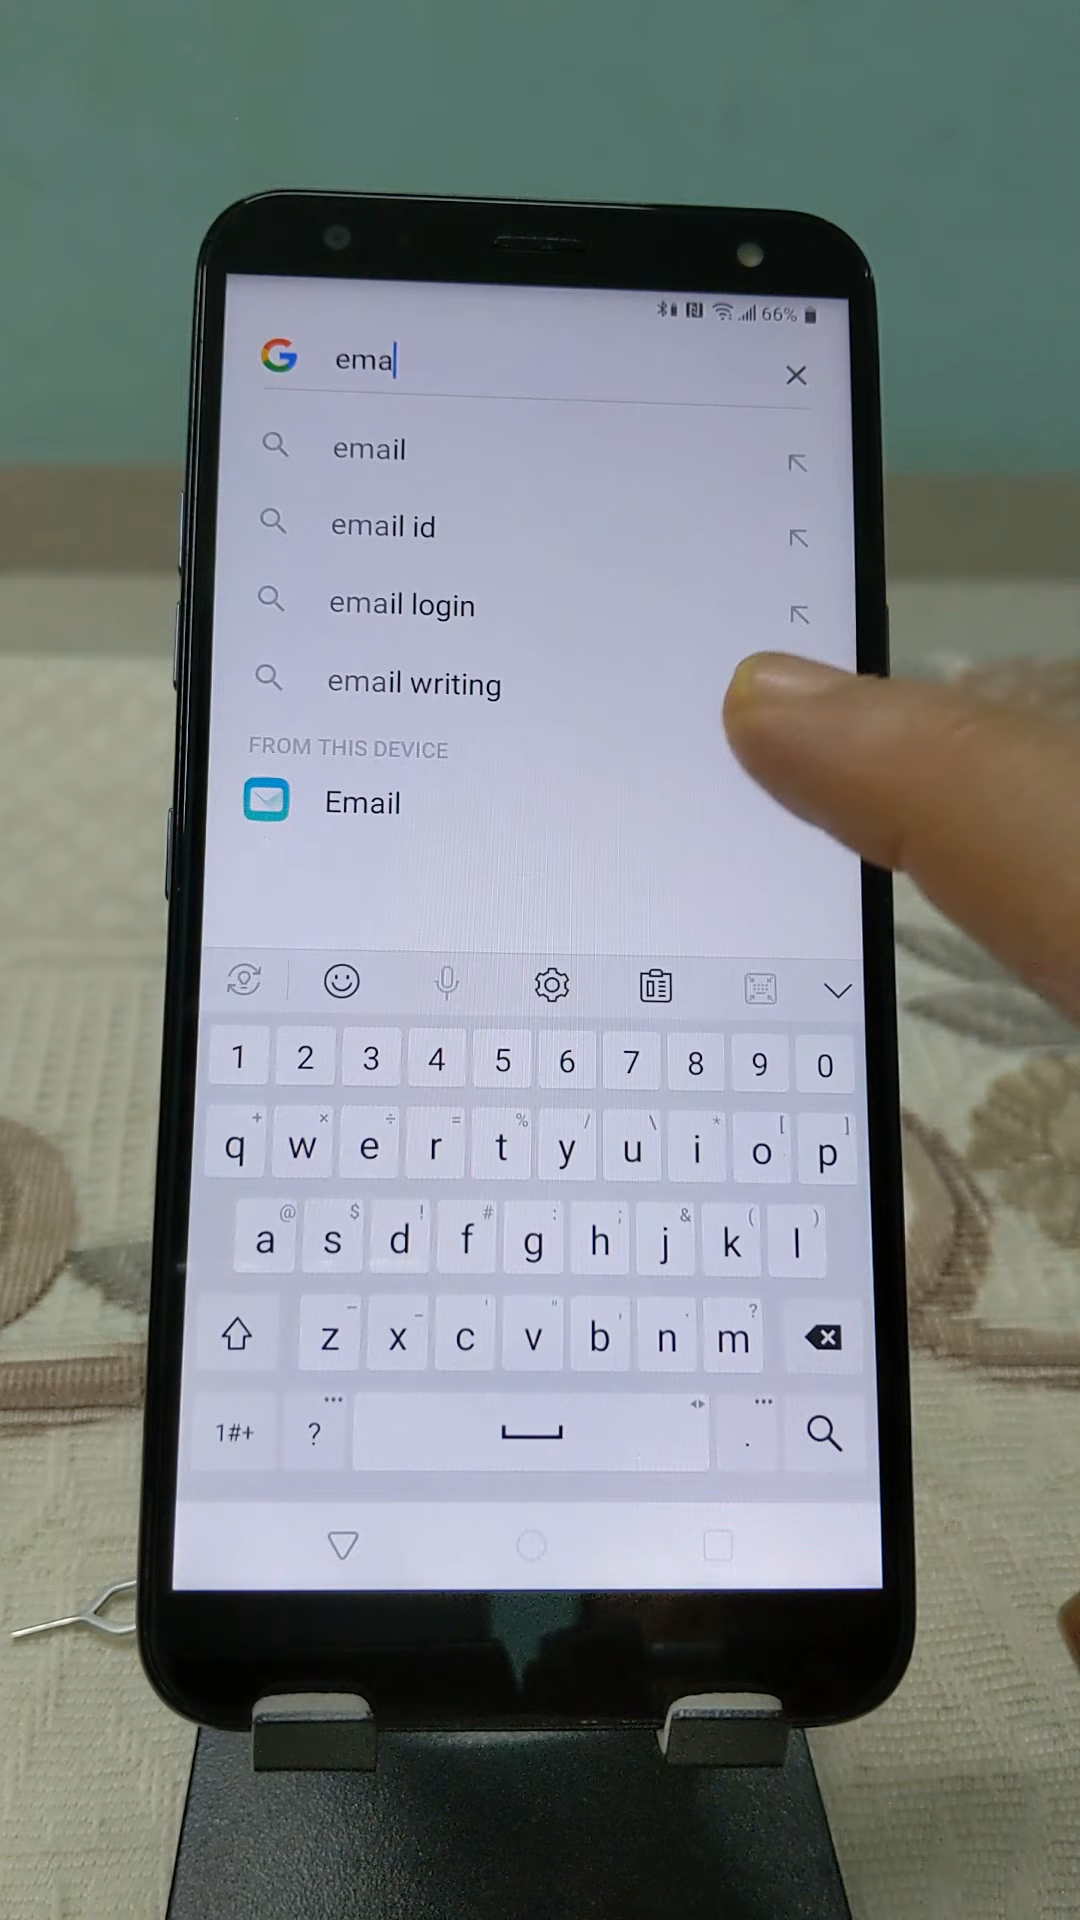 66%
ema
email
email id
email login
email writing
FROM THIS DEVICE
Email
1 2 3 4 5 6 7 8 9 0
+ × ÷ = % / \ * [ ]
q w e r t y u i o p
@ $ ! # : ; & ( )
a s d f g h j k l
z x c v b n m ?
1#+ ? .